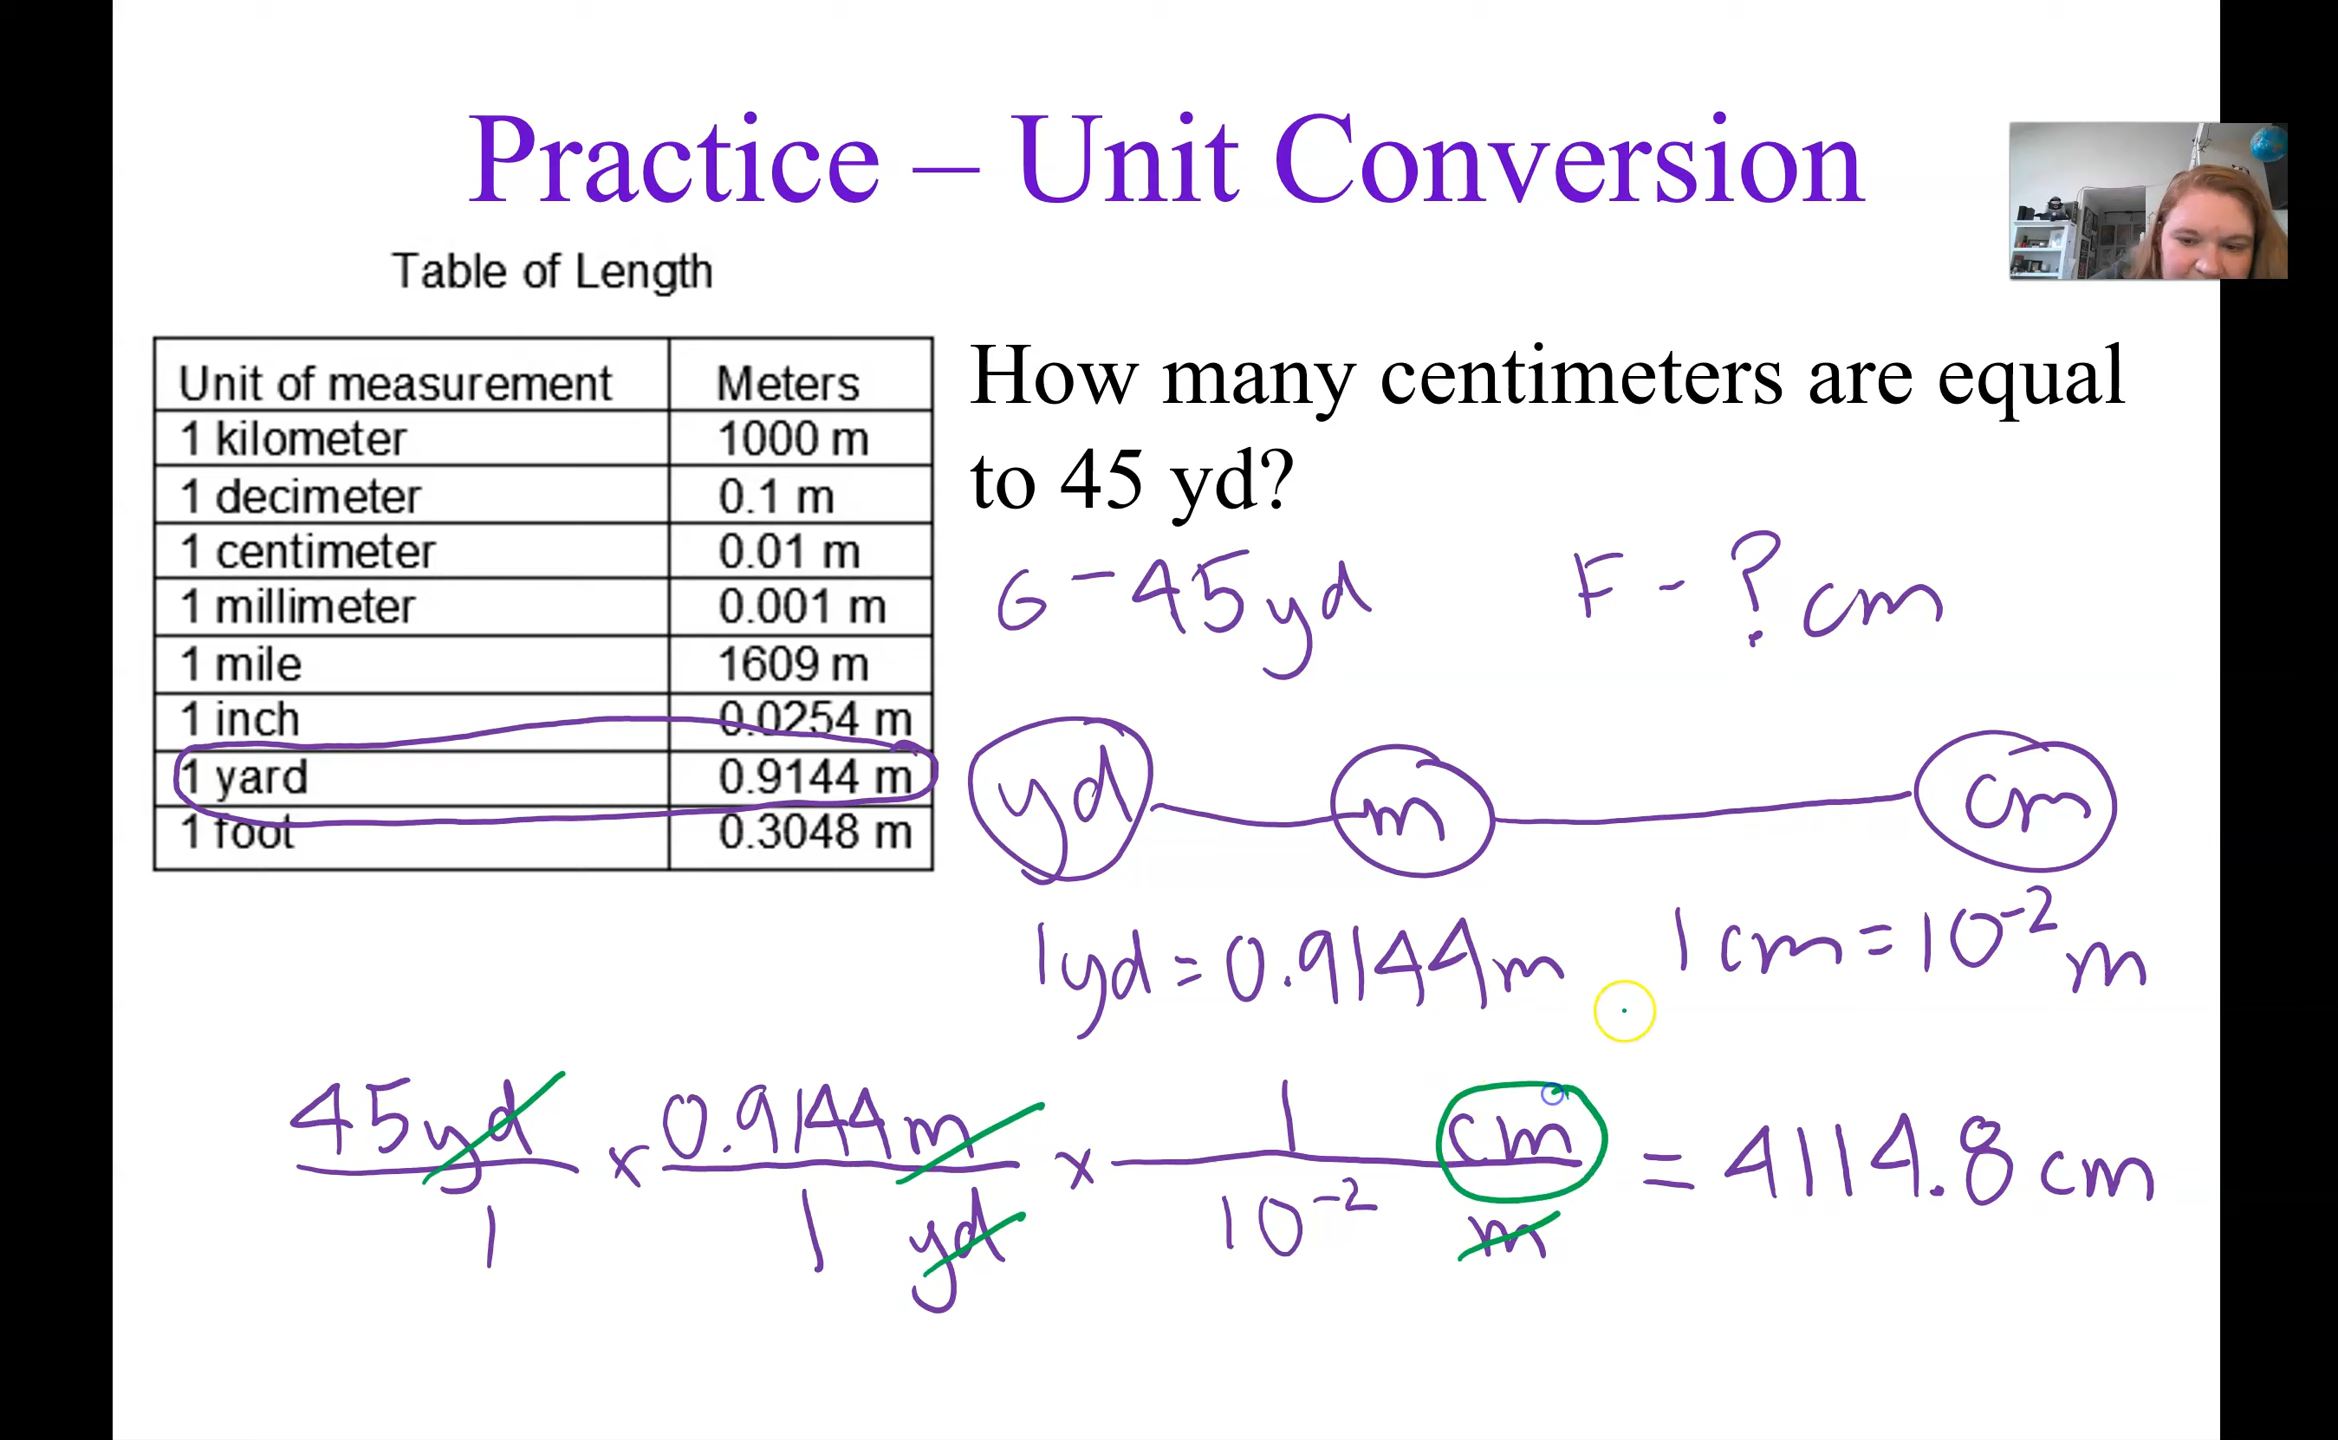 Practice – Unit Conversion
Table of Length
Unit of measurement Meters
1 kilometer 1000 m
1 decimeter 0.1 m
1 centimeter 0.01 m
1 millimeter 0.001 m
1 mile 1609 m
1 inch 0.0254 m
1 yard 0.9144 m
1 foot 0.3048 m
How many centimeters are equal
to 45 yd?
G - 45 yd F - ? cm
yd m cm
1 yd = 0.9144 m 1 cm = 10⁻² m
45 yd / 1 x 0.9144 m / 1 yd x 1 cm / 10⁻² m = 4114.8 cm